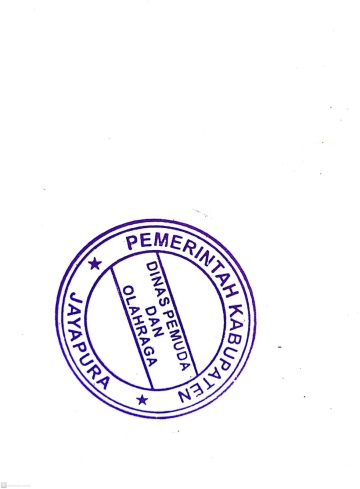 PEMERINTAH KABUPATEN
JAYAPURA
DINAS PEMUDA
DAN
OLAHRAGA